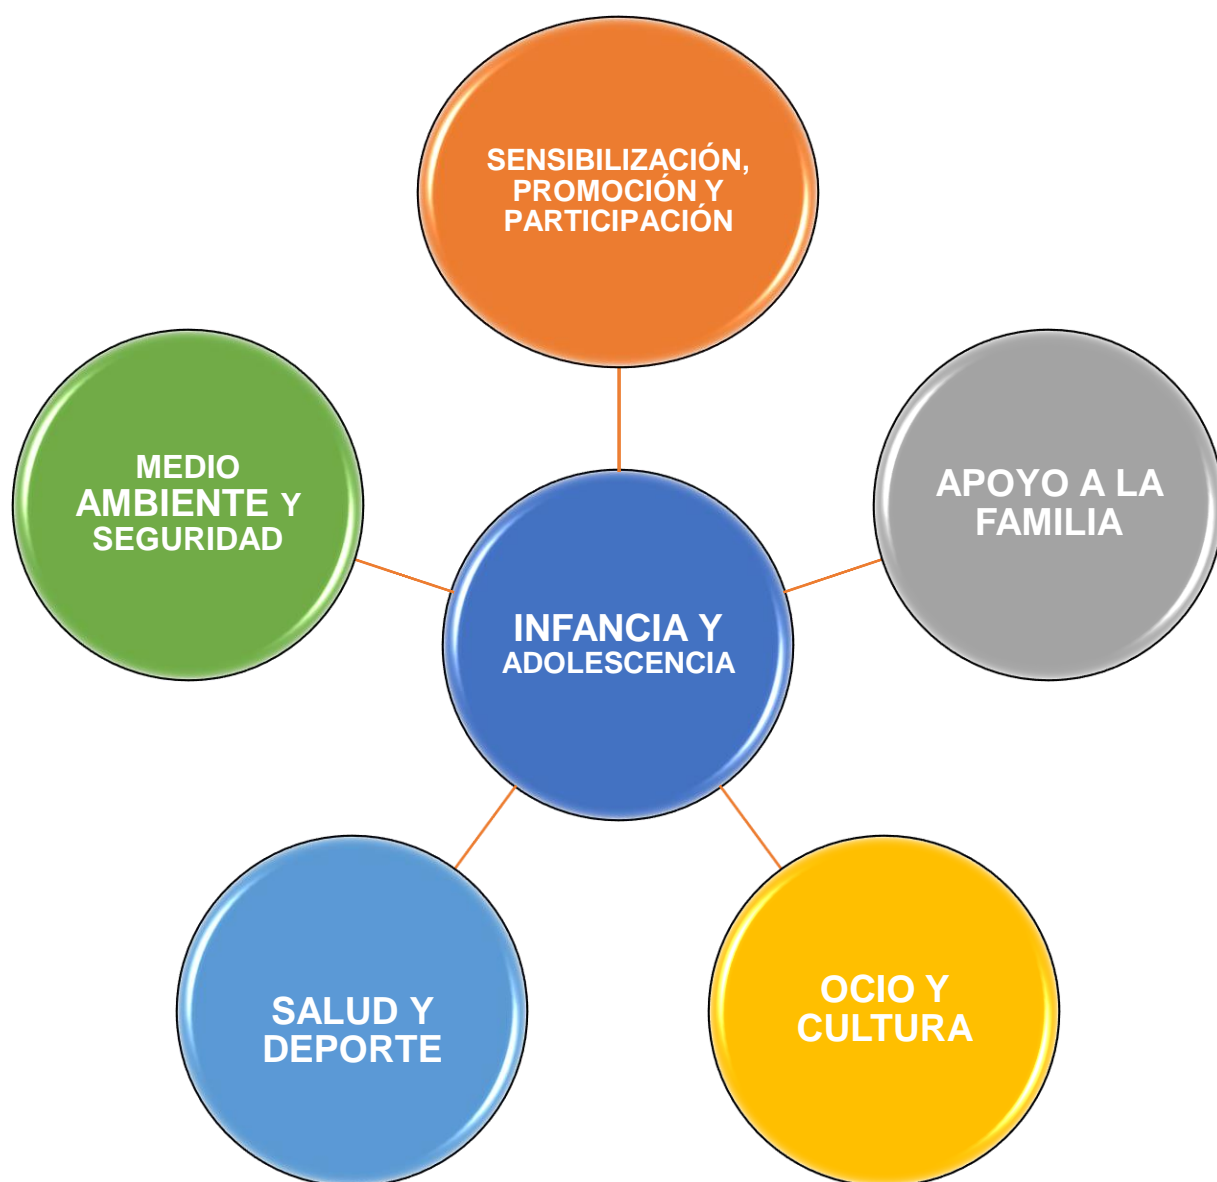 SENSIBILIZACIÓN,
PROMOCIÓN Y
PARTICIPACIÓN
MEDIO
AMBIENTE Y
SEGURIDAD
APOYO A LA
FAMILIA
INFANCIA Y
ADOLESCENCIA
SALUD Y
DEPORTE
OCIO Y
CULTURA